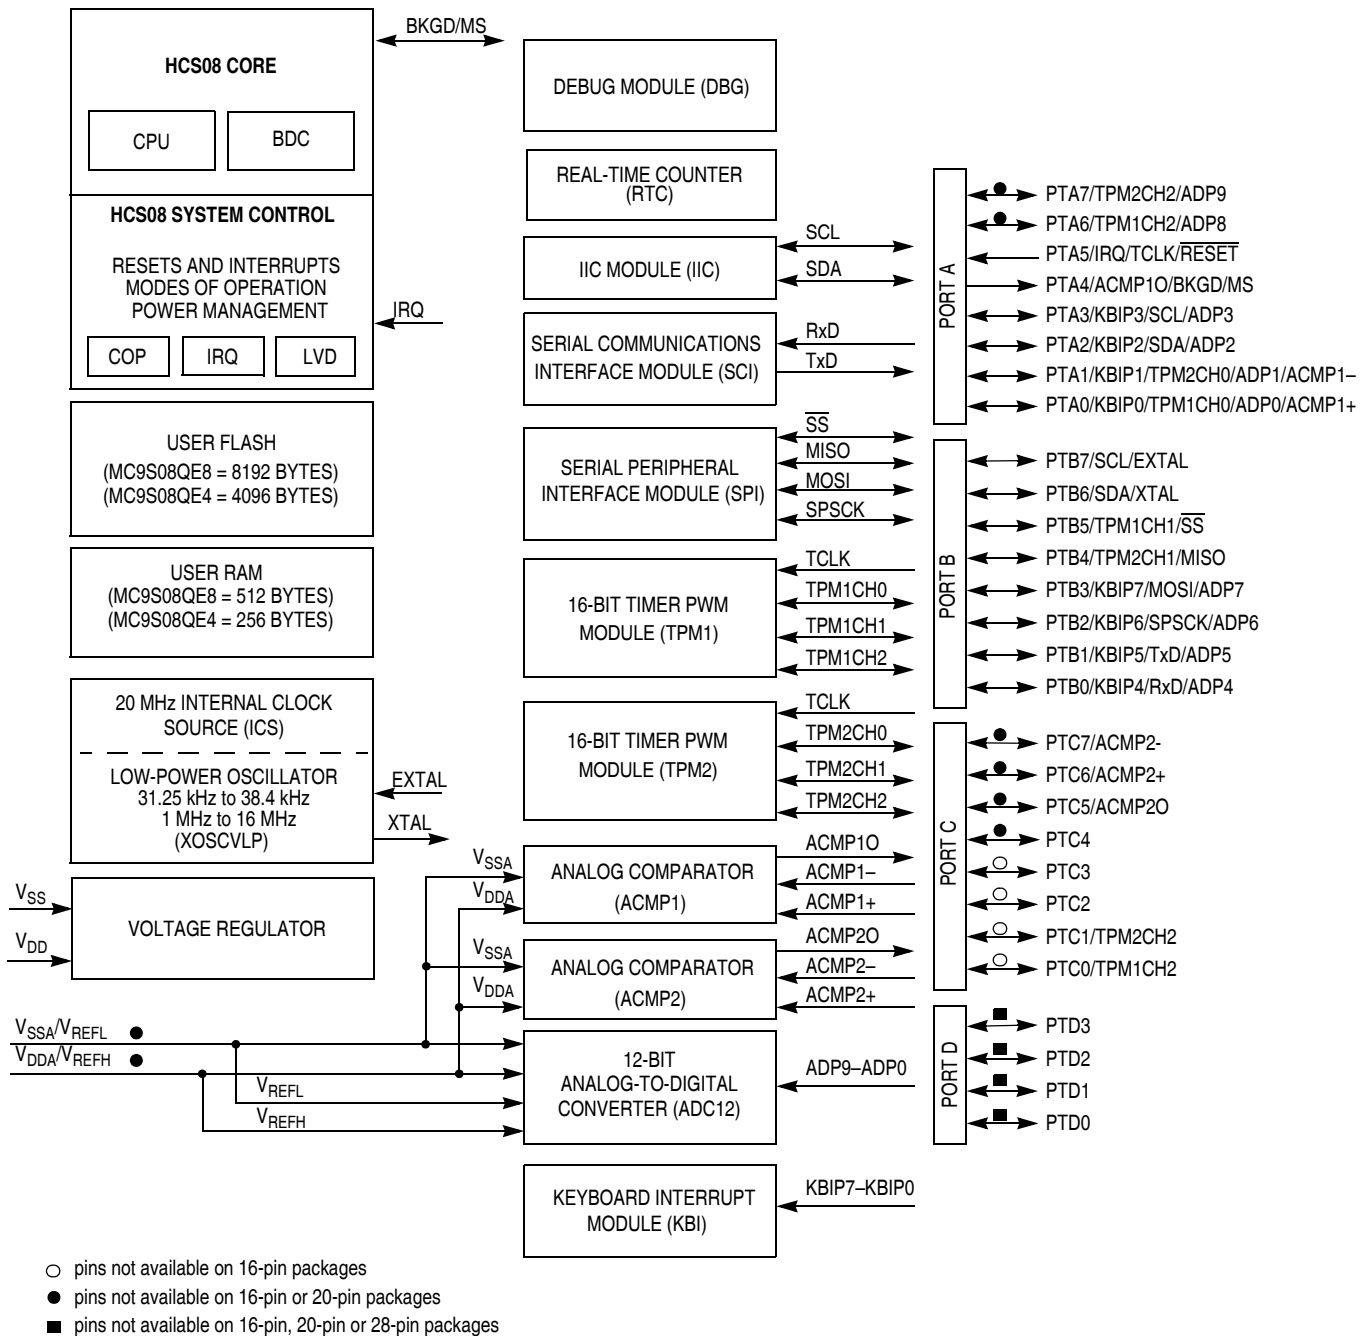 HCS08 CORE
CPU
BDC
BKGD/MS
HCS08 SYSTEM CONTROL
RESETS AND INTERRUPTS
MODES OF OPERATION
POWER MANAGEMENT
COP
IRQ
LVD
IRQ
USER FLASH
(MC9S08QE8 = 8192 BYTES)
(MC9S08QE4 = 4096 BYTES)
USER RAM
(MC9S08QE8 = 512 BYTES)
(MC9S08QE4 = 256 BYTES)
20 MHz INTERNAL CLOCK
SOURCE (ICS)
LOW-POWER OSCILLATOR
31.25 kHz to 38.4 kHz
1 MHz to 16 MHz
(XOSCVLP)
EXTAL
XTAL
VSS
VDD
VOLTAGE REGULATOR
VSSA/VREFL
VDDA/VREFH
VREFL
VREFH
DEBUG MODULE (DBG)
REAL-TIME COUNTER
(RTC)
IIC MODULE (IIC)
SCL
SDA
SERIAL COMMUNICATIONS
INTERFACE MODULE (SCI)
RxD
TxD
SERIAL PERIPHERAL
INTERFACE MODULE (SPI)
SS
MISO
MOSI
SPSCK
16-BIT TIMER PWM
MODULE (TPM1)
TCLK
TPM1CH0
TPM1CH1
TPM1CH2
16-BIT TIMER PWM
MODULE (TPM2)
TCLK
TPM2CH0
TPM2CH1
TPM2CH2
VSSA
VDDA
ANALOG COMPARATOR
(ACMP1)
ACMP1O
ACMP1–
ACMP1+
VSSA
VDDA
ANALOG COMPARATOR
(ACMP2)
ACMP2O
ACMP2–
ACMP2+
12-BIT
ANALOG-TO-DIGITAL
CONVERTER (ADC12)
ADP9–ADP0
KEYBOARD INTERRUPT
MODULE (KBI)
KBIP7–KBIP0
PORT A
PTA7/TPM2CH2/ADP9
PTA6/TPM1CH2/ADP8
PTA5/IRQ/TCLK/RESET
PTA4/ACMP1O/BKGD/MS
PTA3/KBIP3/SCL/ADP3
PTA2/KBIP2/SDA/ADP2
PTA1/KBIP1/TPM2CH0/ADP1/ACMP1–
PTA0/KBIP0/TPM1CH0/ADP0/ACMP1+
PORT B
PTB7/SCL/EXTAL
PTB6/SDA/XTAL
PTB5/TPM1CH1/SS
PTB4/TPM2CH1/MISO
PTB3/KBIP7/MOSI/ADP7
PTB2/KBIP6/SPSCK/ADP6
PTB1/KBIP5/TxD/ADP5
PTB0/KBIP4/RxD/ADP4
PORT C
PTC7/ACMP2-
PTC6/ACMP2+
PTC5/ACMP2O
PTC4
PTC3
PTC2
PTC1/TPM2CH2
PTC0/TPM1CH2
PORT D
PTD3
PTD2
PTD1
PTD0
pins not available on 16-pin packages
pins not available on 16-pin or 20-pin packages
pins not available on 16-pin, 20-pin or 28-pin packages